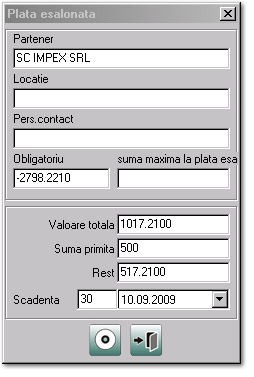 Plata esalonata
Partener
SC IMPEX SRL
Locatie
Pers.contact
Obligatoriu suma maxima la plata esa
-2798.2210
Valoare totala 1017.2100
Suma primita 500
Rest 517.2100
Scadenta 30 10.09.2009